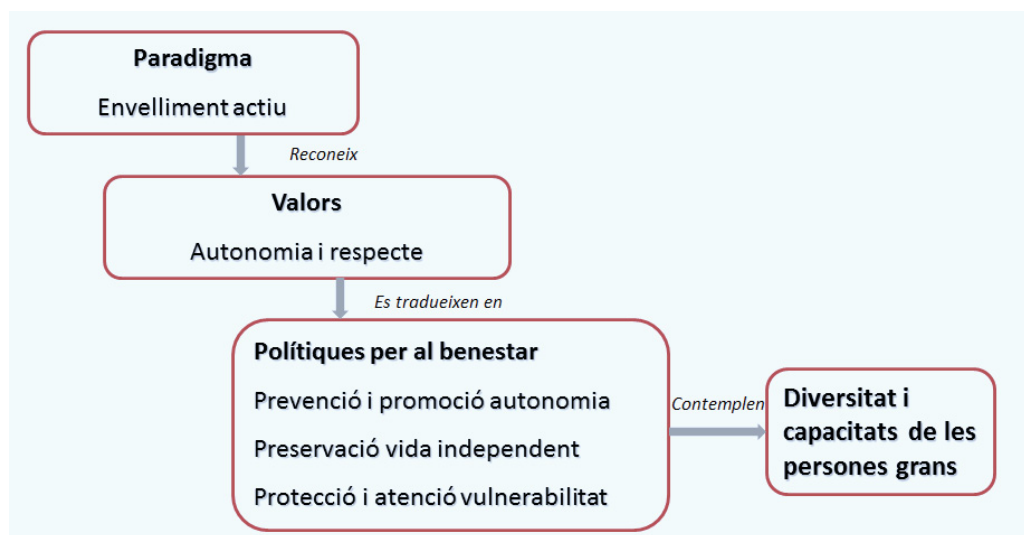 Paradigma
Envelliment actiu
Reconeix
Valors
Autonomia i respecte
Es tradueixen en
Polítiques per al benestar
Prevenció i promoció autonomia
Preservació vida independent
Protecció i atenció vulnerabilitat
Contemplen
Diversitat i
capacitats de les
persones grans